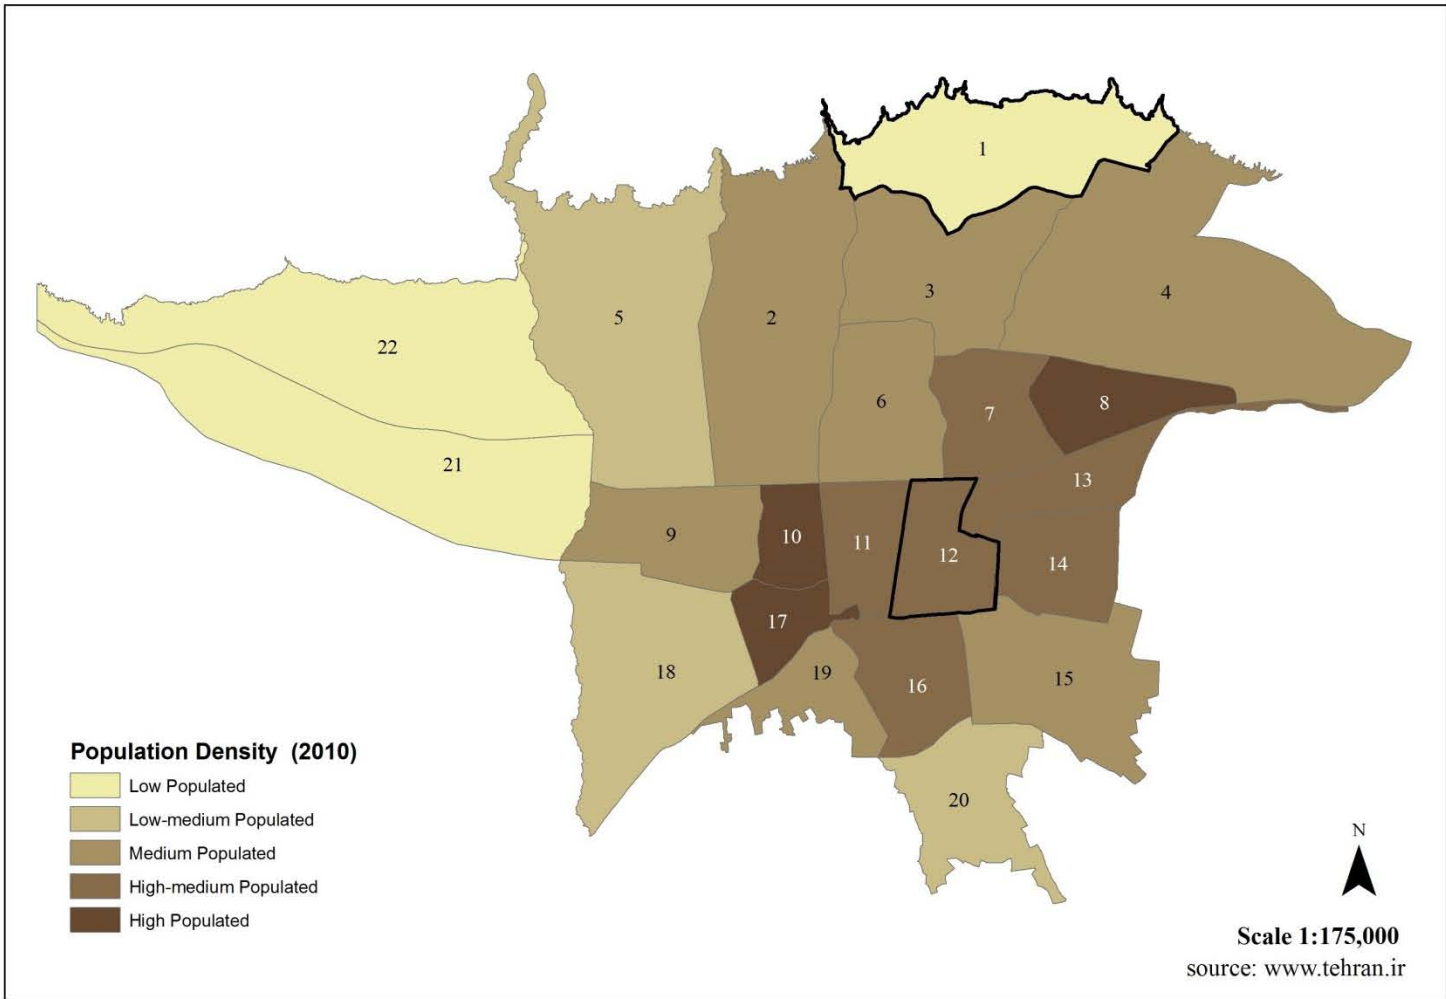 1
3
4
5
2
22
6
7
8
21
13
9
10
11
12
14
17
18
19
16
15
20
Population Density (2010)
Low Populated
Low-medium Populated
Medium Populated
High-medium Populated
High Populated
N
Scale 1:175,000
source: www.tehran.ir